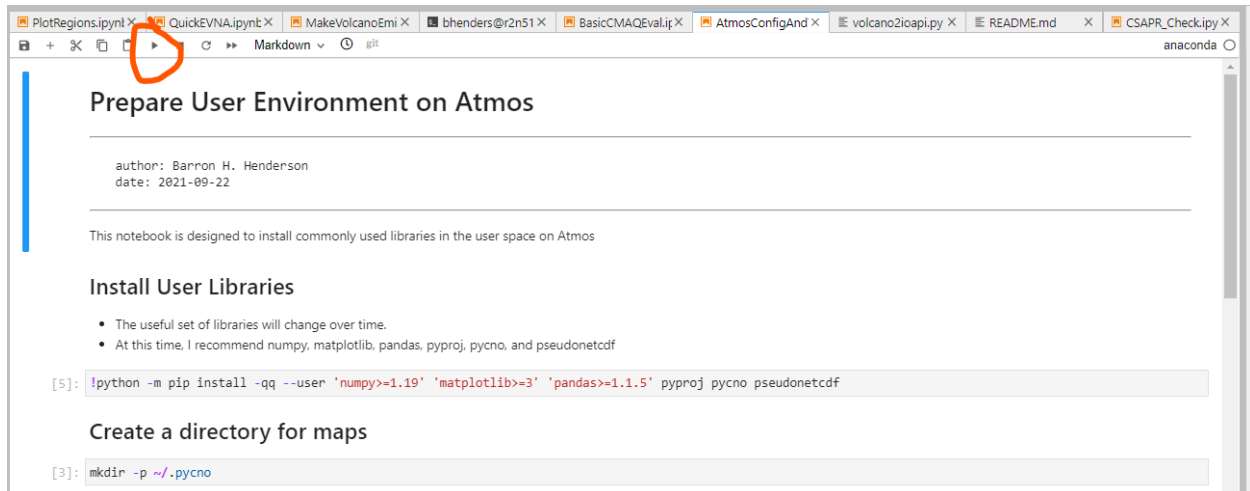 PlotRegions.ipynb QuickEVNA.ipynb MakeVolcanoEmi bhenders@r2n51 BasicCMAQEval.ip AtmosConfigAnd volcano2ioapi.py README.md CSAPR_Check.ipy
Markdown git anaconda
Prepare User Environment on Atmos
author: Barron H. Henderson
date: 2021-09-22
This notebook is designed to install commonly used libraries in the user space on Atmos
Install User Libraries
• The useful set of libraries will change over time.
• At this time, I recommend numpy, matplotlib, pandas, pyproj, pycno, and pseudonetcdf
[5]: !python -m pip install -qq --user 'numpy>=1.19' 'matplotlib>=3' 'pandas>=1.1.5' pyproj pycno pseudonetcdf
Create a directory for maps
[3]: mkdir -p ~/.pycno